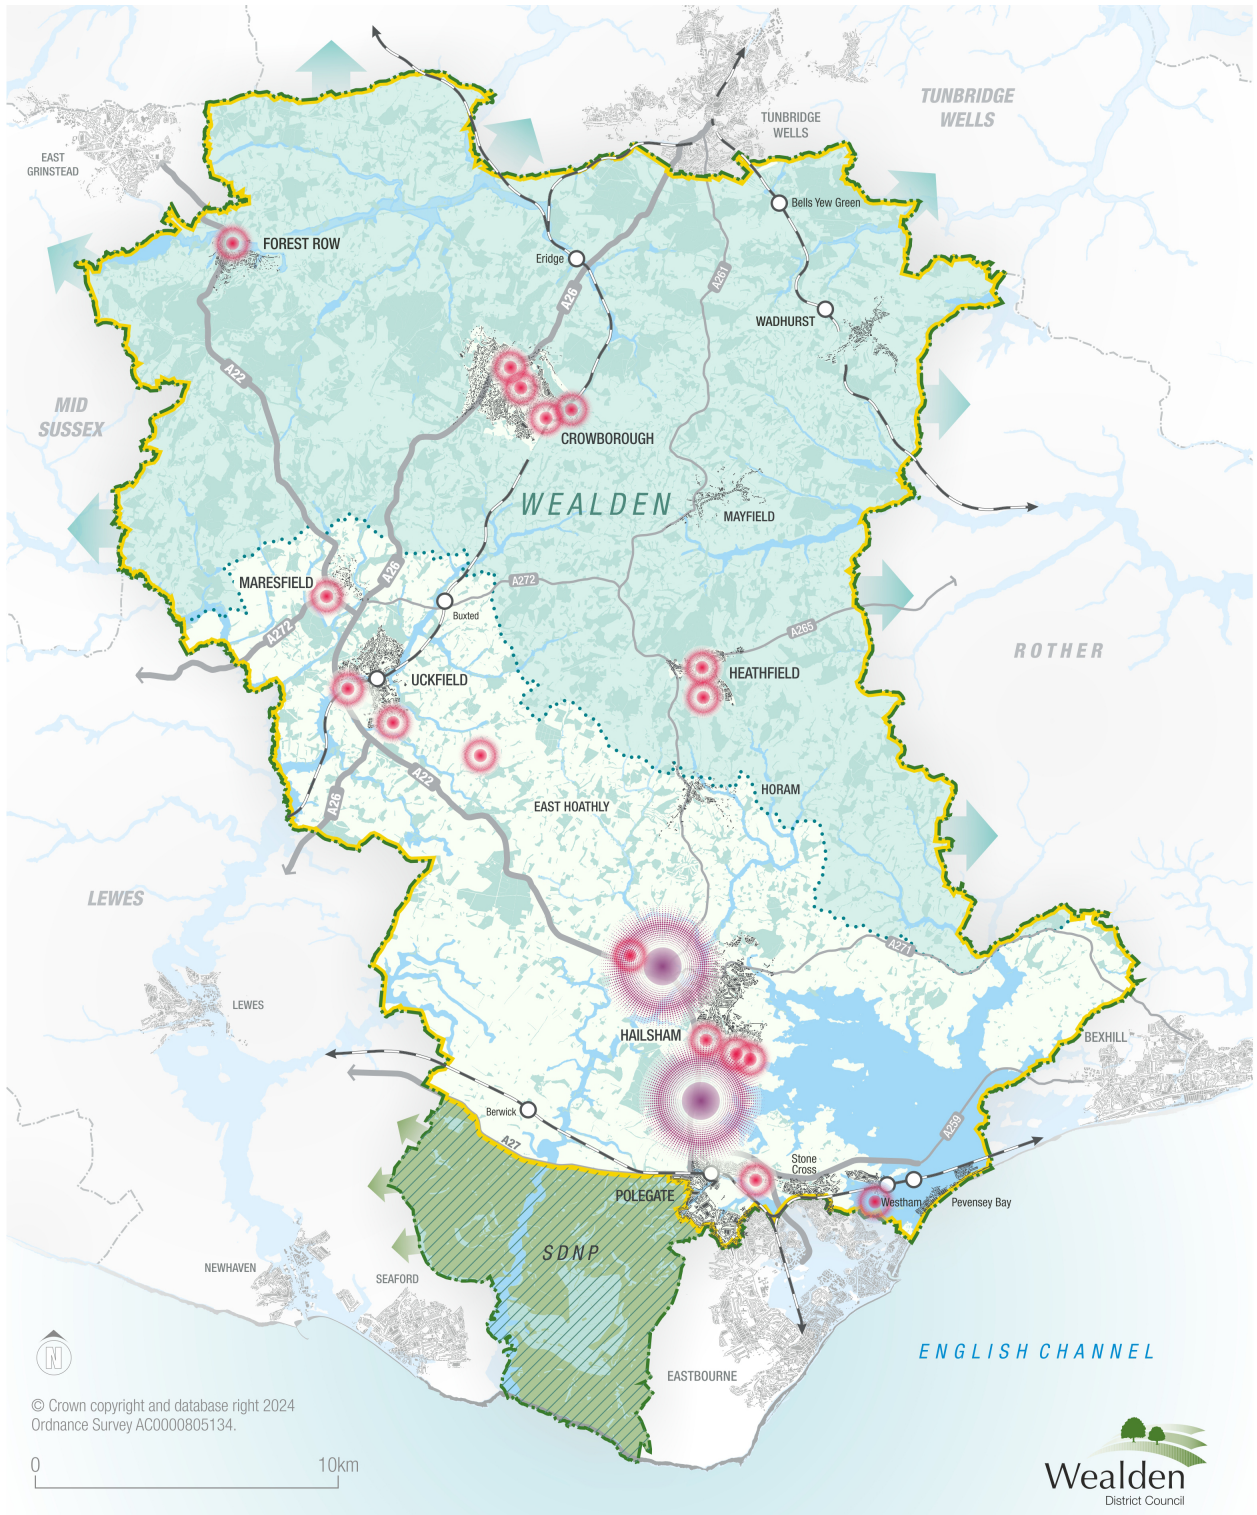 TUNBRIDGE
WELLS
TUNBRIDGE
WELLS
EAST
GRINSTEAD
Bells Yew Green
FOREST ROW
Eridge
A261
A26
WADHURST
A22
MID
SUSSEX
CROWBOROUGH
WEALDEN
MAYFIELD
A26
MARESFIELD
A272
Buxted
A272
A265
ROTHER
UCKFIELD
HEATHFIELD
A22
HORAM
A26
EAST HOATHLY
LEWES
A271
LEWES
HAILSHAM
BEXHILL
Berwick
A259
A27
Stone
Cross
POLEGATE
Westham
Pevensey Bay
SDNP
NEWHAVEN
SEAFORD
N
ENGLISH CHANNEL
EASTBOURNE
© Crown copyright and database right 2024
Ordnance Survey AC0000805134.
0 10km
Wealden
District Council